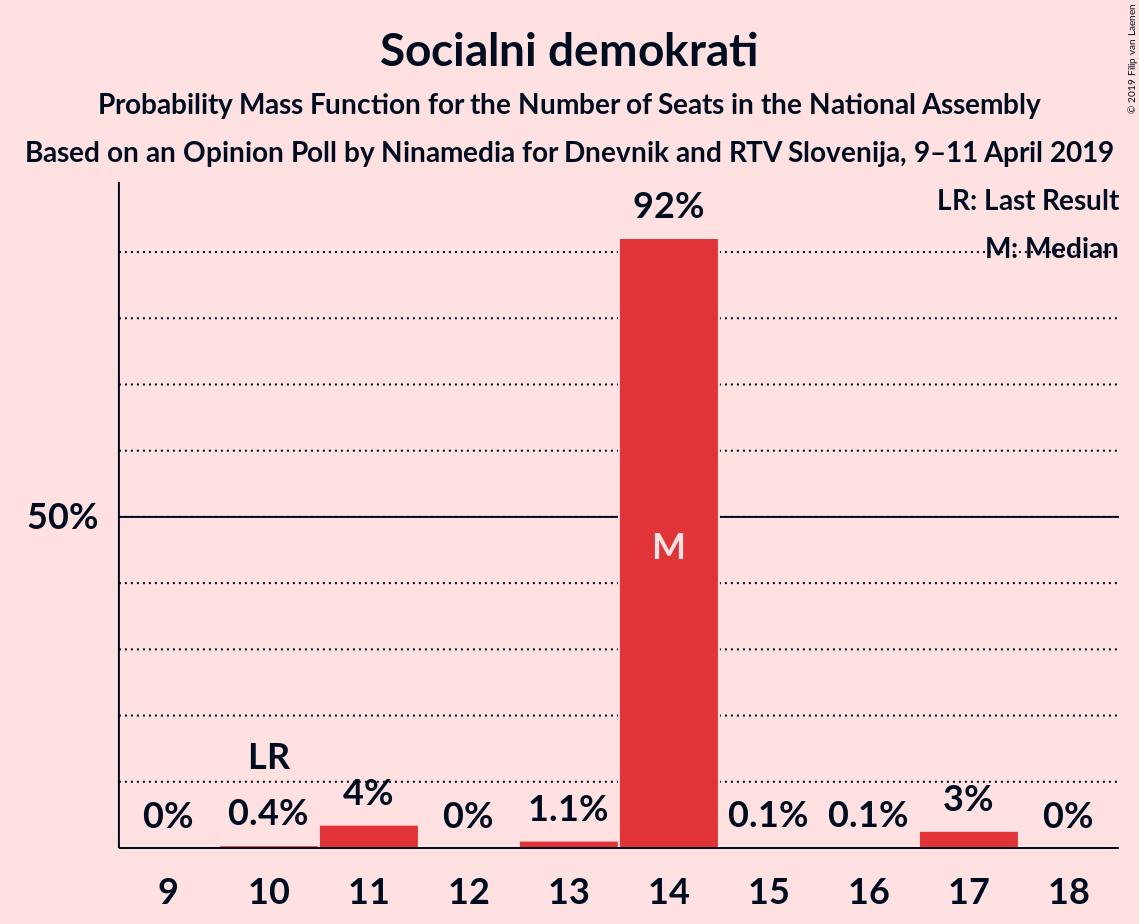 Socialni demokrati
Probability Mass Function for the Number of Seats in the National Assembly
Based on an Opinion Poll by Ninamedia for Dnevnik and RTV Slovenija, 9–11 April 2019
© 2019 Filip van Laenen
LR: Last Result
M: Median
92%
50%
M
LR
0% 0.4% 4% 0% 1.1% 0.1% 0.1% 3% 0%
9 10 11 12 13 14 15 16 17 18